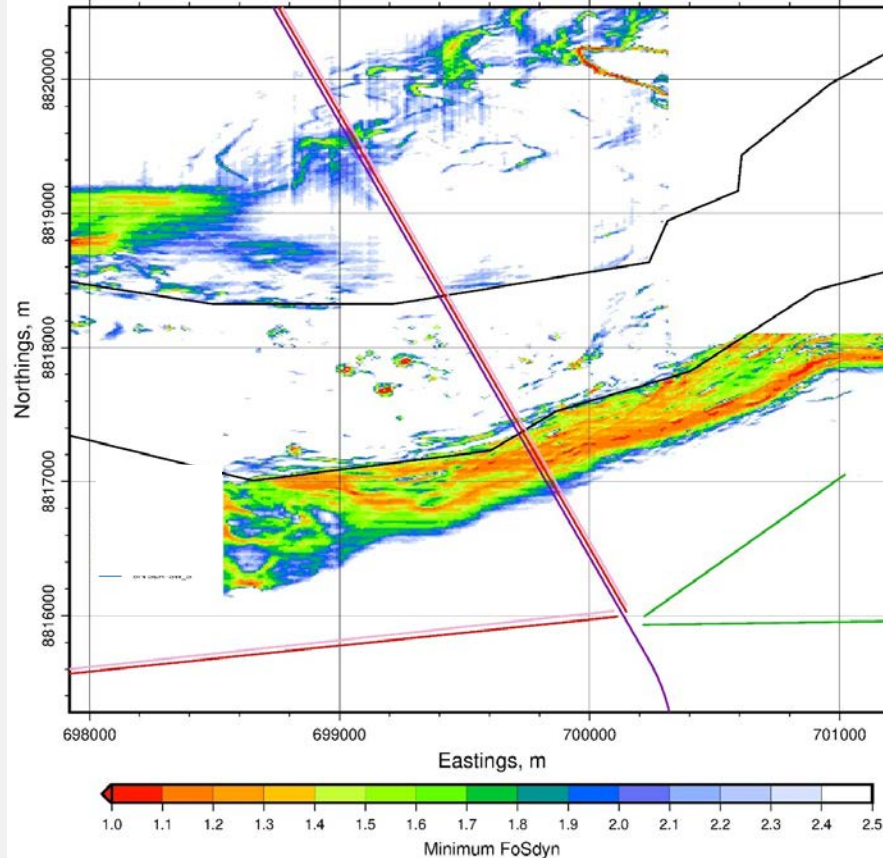 8820000
8819000
8818000
8817000
8816000
Northings, m
698000 699000 700000 701000
Eastings, m
1.0 1.1 1.2 1.3 1.4 1.5 1.6 1.7 1.8 1.9 2.0 2.1 2.2 2.3 2.4 2.5
Minimum FoSdyn